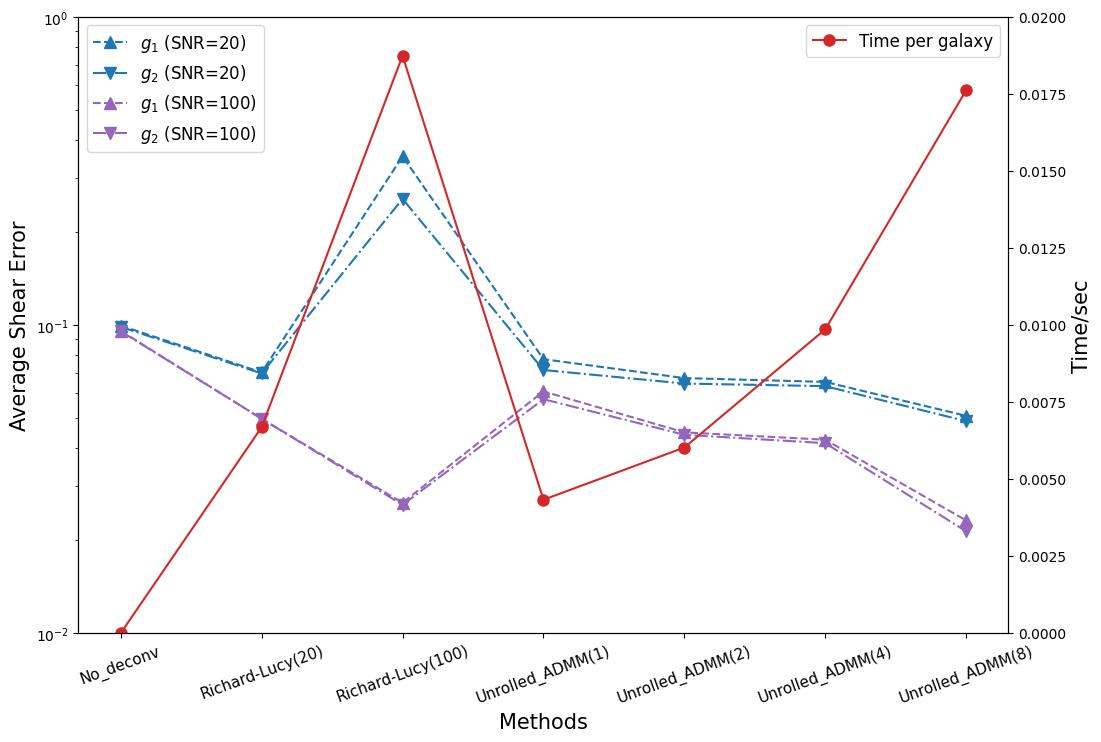 10⁰
10⁻¹
10⁻²
Average Shear Error
g₁ (SNR=20)
g₂ (SNR=20)
g₁ (SNR=100)
g₂ (SNR=100)
Time per galaxy
0.0200
0.0175
0.0150
0.0125
0.0100
0.0075
0.0050
0.0025
0.0000
Time/sec
No_deconv
Richard-Lucy(20)
Richard-Lucy(100)
Unrolled_ADMM(1)
Unrolled_ADMM(2)
Unrolled_ADMM(4)
Unrolled_ADMM(8)
Methods